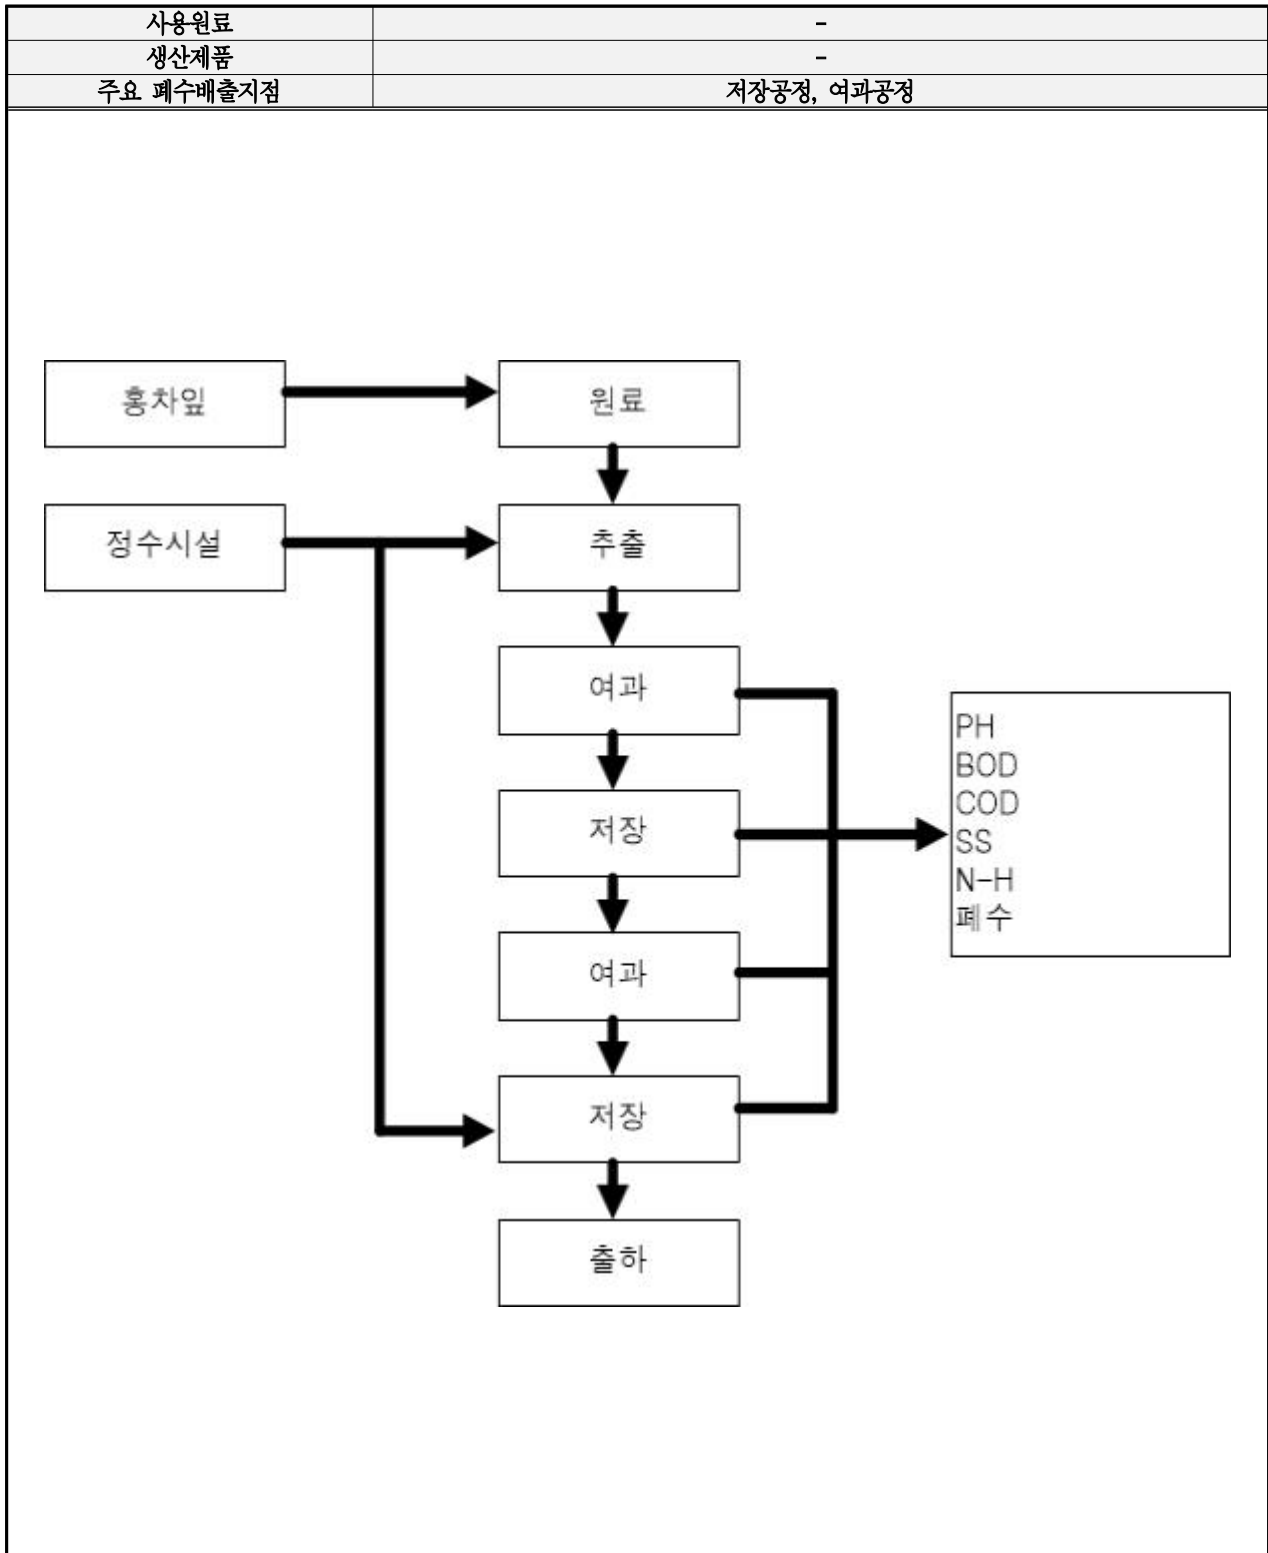 사용원료 -
생산제품 -
주요 폐수배출지점 저장공정, 여과공정
홍차잎 원료
정수시설 추출
여과
PH
BOD
COD
SS
N-H
폐수
저장
여과
저장
출하